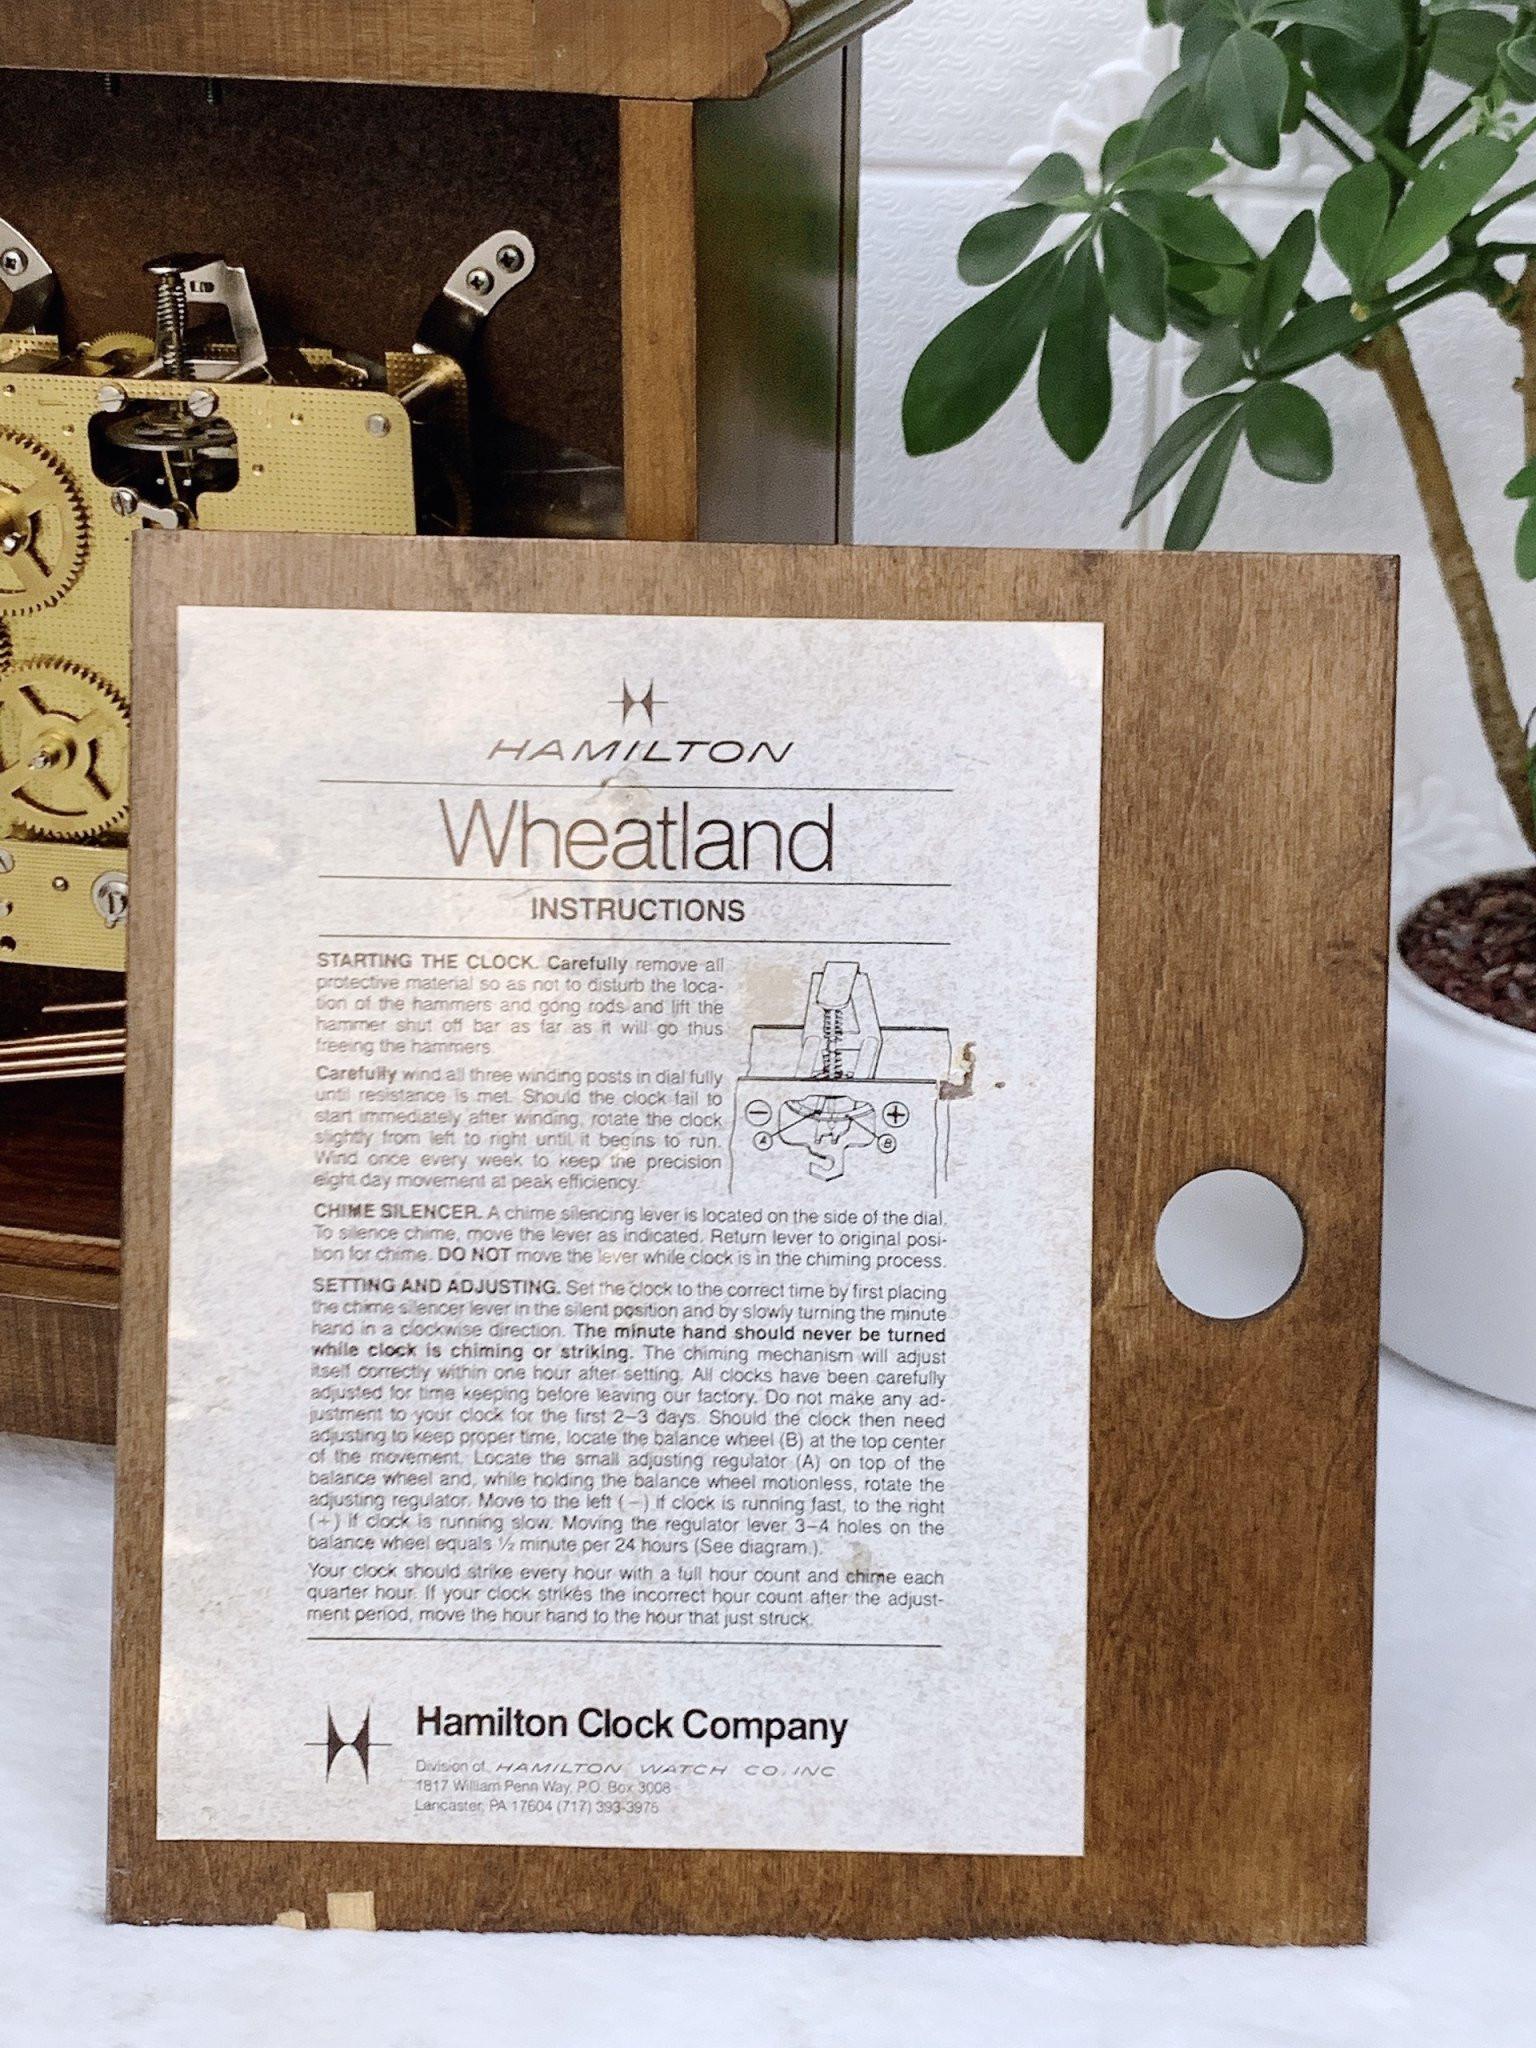 HAMILTON
Wheatland
INSTRUCTIONS
STARTING THE CLOCK. Carefully remove all
protective material so as not to disturb the loca-
tion of the hammers and gong rods and lift the
hammer shut off bar as far as it will go thus
freeing the hammers.
Carefully wind all three winding posts in dial fully
until resistance is met. Should the clock fail to
start immediately after winding, rotate the clock
slightly from left to right until it begins to run.
Wind once every week to keep the precision
eight day movement at peak efficiency.
− +
A B
CHIME SILENCER. A chime silencing lever is located on the side of the dial.
To silence chime, move the lever as indicated. Return lever to original posi-
tion for chime. DO NOT move the lever while clock is in the chiming process.
SETTING AND ADJUSTING. Set the clock to the correct time by first placing
the chime silencer lever in the silent position and by slowly turning the minute
hand in a clockwise direction. The minute hand should never be turned
while clock is chiming or striking. The chiming mechanism will adjust
itself correctly within one hour after setting. All clocks have been carefully
adjusted for time keeping before leaving our factory. Do not make any ad-
justment to your clock for the first 2–3 days. Should the clock then need
adjusting to keep proper time, locate the balance wheel (B) at the top center
of the movement. Locate the small adjusting regulator (A) on top of the
balance wheel and, while holding the balance wheel motionless, rotate the
adjusting regulator. Move to the left (−) if clock is running fast, to the right
(+) if clock is running slow. Moving the regulator lever 3–4 holes on the
balance wheel equals ½ minute per 24 hours (See diagram.).
Your clock should strike every hour with a full hour count and chime each
quarter hour. If your clock strikes the incorrect hour count after the adjust-
ment period, move the hour hand to the hour that just struck.
Hamilton Clock Company
Division of HAMILTON WATCH CO. INC
1817 William Penn Way, P.O. Box 3008
Lancaster, PA 17604 (717) 393-3975